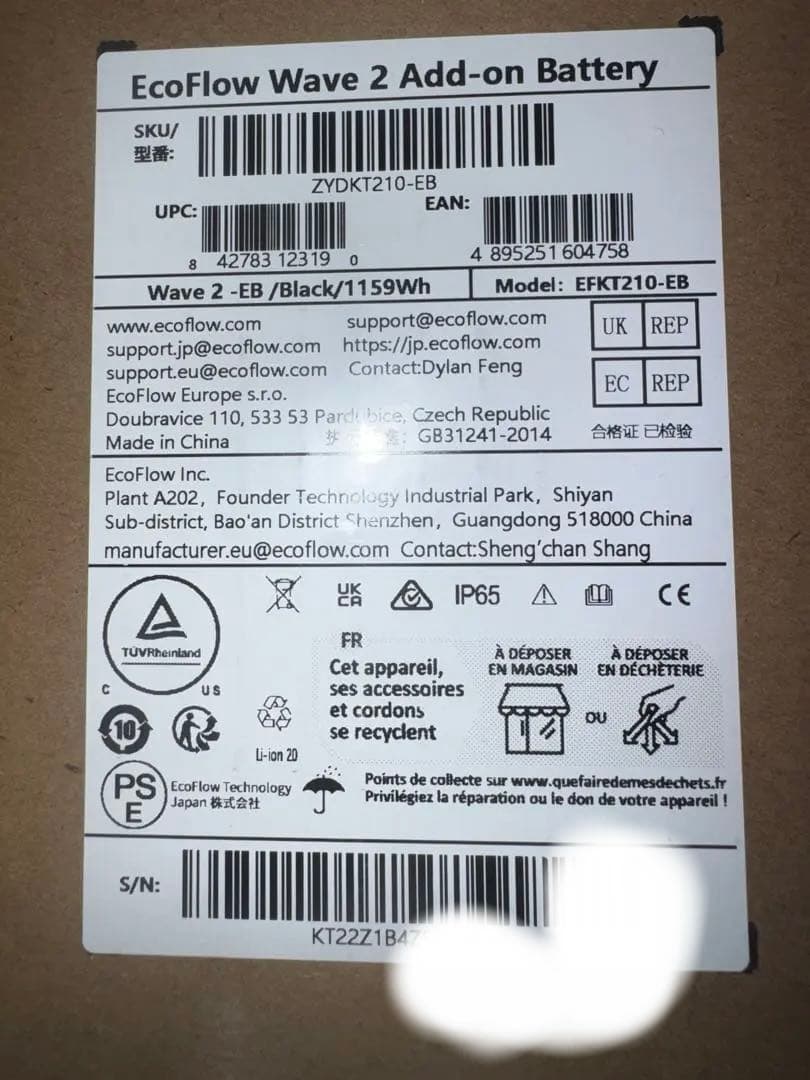 EcoFlow Wave 2 Add-on Battery
SKU/
型番:
ZYDKT210-EB
UPC:
8 42783 12319 0
EAN:
4 895251 604758
Wave 2 -EB /Black/1159Wh
Model: EFKT210-EB
www.ecoflow.com support@ecoflow.com
support.jp@ecoflow.com https://jp.ecoflow.com
support.eu@ecoflow.com Contact:Dylan Feng
UK REP
EC REP
EcoFlow Europe s.r.o.
Doubravice 110, 533 53 Pardubice, Czech Republic
Made in China GB31241-2014
合格证 已检验
EcoFlow Inc.
Plant A202, Founder Technology Industrial Park, Shiyan
Sub-district, Bao'an District Shenzhen, Guangdong 518000 China
manufacturer.eu@ecoflow.com Contact:Sheng'chan Shang
TÜVRheinland
C US
UK
CA
IP65
CE
FR
Cet appareil,
ses accessoires
et cordons
se recyclent
À DÉPOSER
EN MAGASIN
OU
À DÉPOSER
EN DÉCHÈTERIE
10
Li-ion 20
PS
E
EcoFlow Technology
Japan 株式会社
Points de collecte sur www.quefairedemesdechets.fr
Privilégiez la réparation ou le don de votre appareil !
S/N:
KT22Z1B47